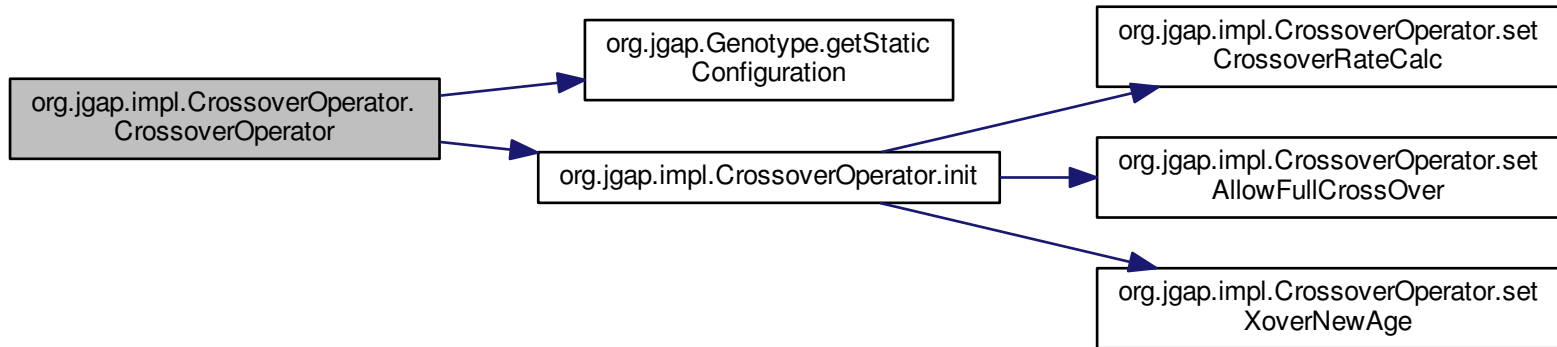 org.jgap.impl.CrossoverOperator.
CrossoverOperator
org.jgap.Genotype.getStatic
Configuration
org.jgap.impl.CrossoverOperator.init
org.jgap.impl.CrossoverOperator.set
CrossoverRateCalc
org.jgap.impl.CrossoverOperator.set
AllowFullCrossOver
org.jgap.impl.CrossoverOperator.set
XoverNewAge